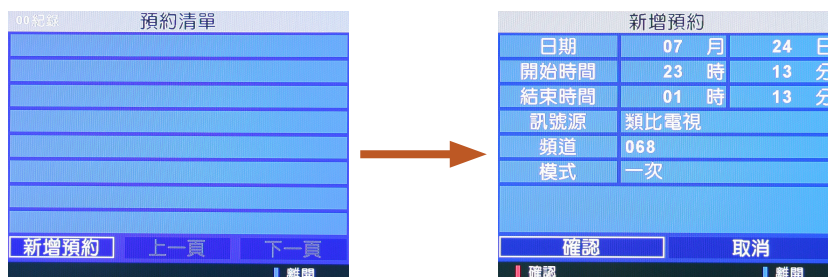 00紀錄 預約清單
新增預約 上一頁 下一頁
離開
新增預約
日期 07 月 24 日
開始時間 23 時 13 分
結束時間 01 時 13 分
訊號源 類比電視
頻道 068
模式 一次
確認 取消
確認 離開